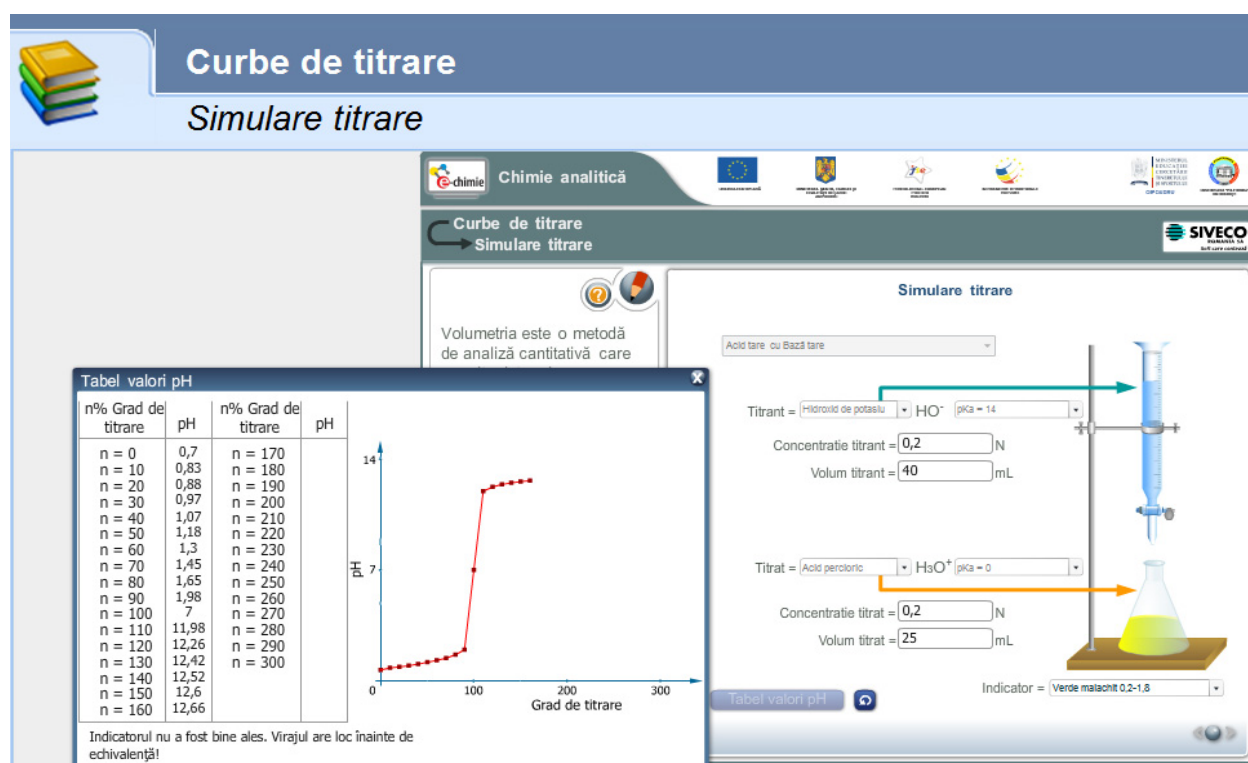 Curbe de titrare
Simulare titrare
e-chimie Chimie analitică
Curbe de titrare
Simulare titrare
SIVECO
ROMANIA SA
Soft care contează
Volumetria este o metodă
de analiză cantitativă care
Simulare titrare
Acid tare cu Bază tare
Titrant = Hidroxid de potasiu HO- pKa = 14
Concentratie titrant = 0,2 N
Volum titrant = 40 mL
Titrat = Acid percloric H3O+ pKa = 0
Concentratie titrat = 0,2 N
Volum titrat = 25 mL
Indicator = Verde malachit 0,2-1,8
Tabel valori pH
Tabel valori pH x
n% Grad de titrare pH n% Grad de titrare pH
n = 0 0,7 n = 170
n = 10 0,83 n = 180
n = 20 0,88 n = 190
n = 30 0,97 n = 200
n = 40 1,07 n = 210
n = 50 1,18 n = 220
n = 60 1,3 n = 230
n = 70 1,45 n = 240
n = 80 1,65 n = 250
n = 90 1,98 n = 260
n = 100 7 n = 270
n = 110 11,98 n = 280
n = 120 12,26 n = 290
n = 130 12,42 n = 300
n = 140 12,52
n = 150 12,6
n = 160 12,66
14
pH
7
0 100 200 300
Grad de titrare
Indicatorul nu a fost bine ales. Virajul are loc înainte de
echivalență!